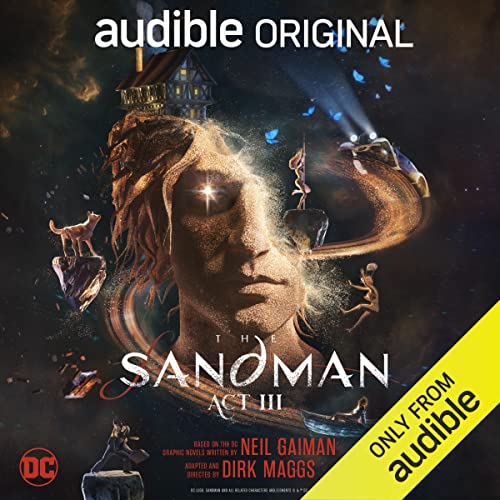 audible ORIGINAL
THE
SANDMAN
ACT III
BASED ON THE DC
GRAPHIC NOVELS WRITTEN BY
NEIL GAIMAN
ADAPTED AND
DIRECTED BY
DIRK MAGGS
DC
ONLY FROM
audible